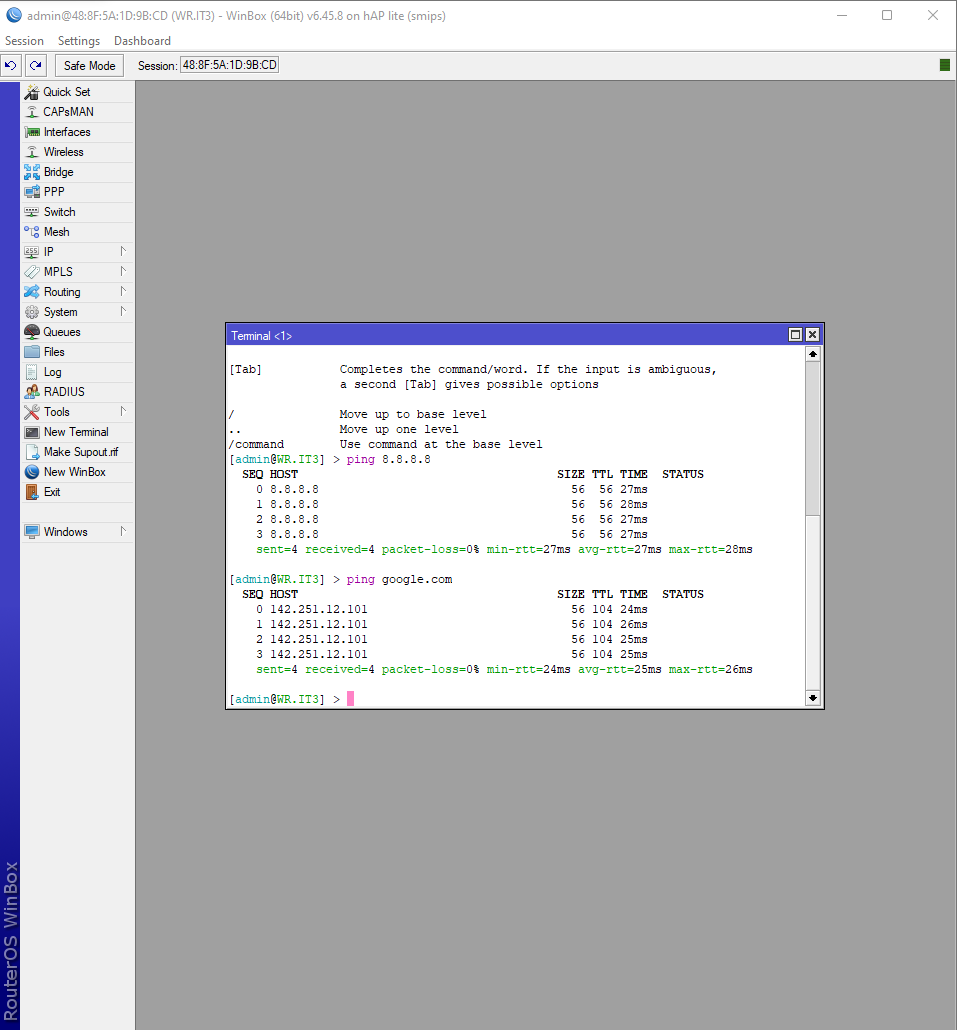 admin@48:8F:5A:1D:9B:CD (WR.IT3) - WinBox (64bit) v6.45.8 on hAP lite (smips)
Session Settings Dashboard
Safe Mode Session: 48:8F:5A:1D:9B:CD
Quick Set
CAPsMAN
Interfaces
Wireless
Bridge
PPP
Switch
Mesh
IP
MPLS
Routing
System
Queues
Files
Log
RADIUS
Tools
New Terminal
Make Supout.rif
New WinBox
Exit
Windows
RouterOS WinBox
Terminal <1>
[Tab] Completes the command/word. If the input is ambiguous,
a second [Tab] gives possible options
/ Move up to base level
.. Move up one level
/command Use command at the base level
[admin@WR.IT3] > ping 8.8.8.8
SEQ HOST SIZE TTL TIME STATUS
0 8.8.8.8 56 56 27ms
1 8.8.8.8 56 56 28ms
2 8.8.8.8 56 56 27ms
3 8.8.8.8 56 56 27ms
sent=4 received=4 packet-loss=0% min-rtt=27ms avg-rtt=27ms max-rtt=28ms
[admin@WR.IT3] > ping google.com
SEQ HOST SIZE TTL TIME STATUS
0 142.251.12.101 56 104 24ms
1 142.251.12.101 56 104 26ms
2 142.251.12.101 56 104 25ms
3 142.251.12.101 56 104 25ms
sent=4 received=4 packet-loss=0% min-rtt=24ms avg-rtt=25ms max-rtt=26ms
[admin@WR.IT3] >